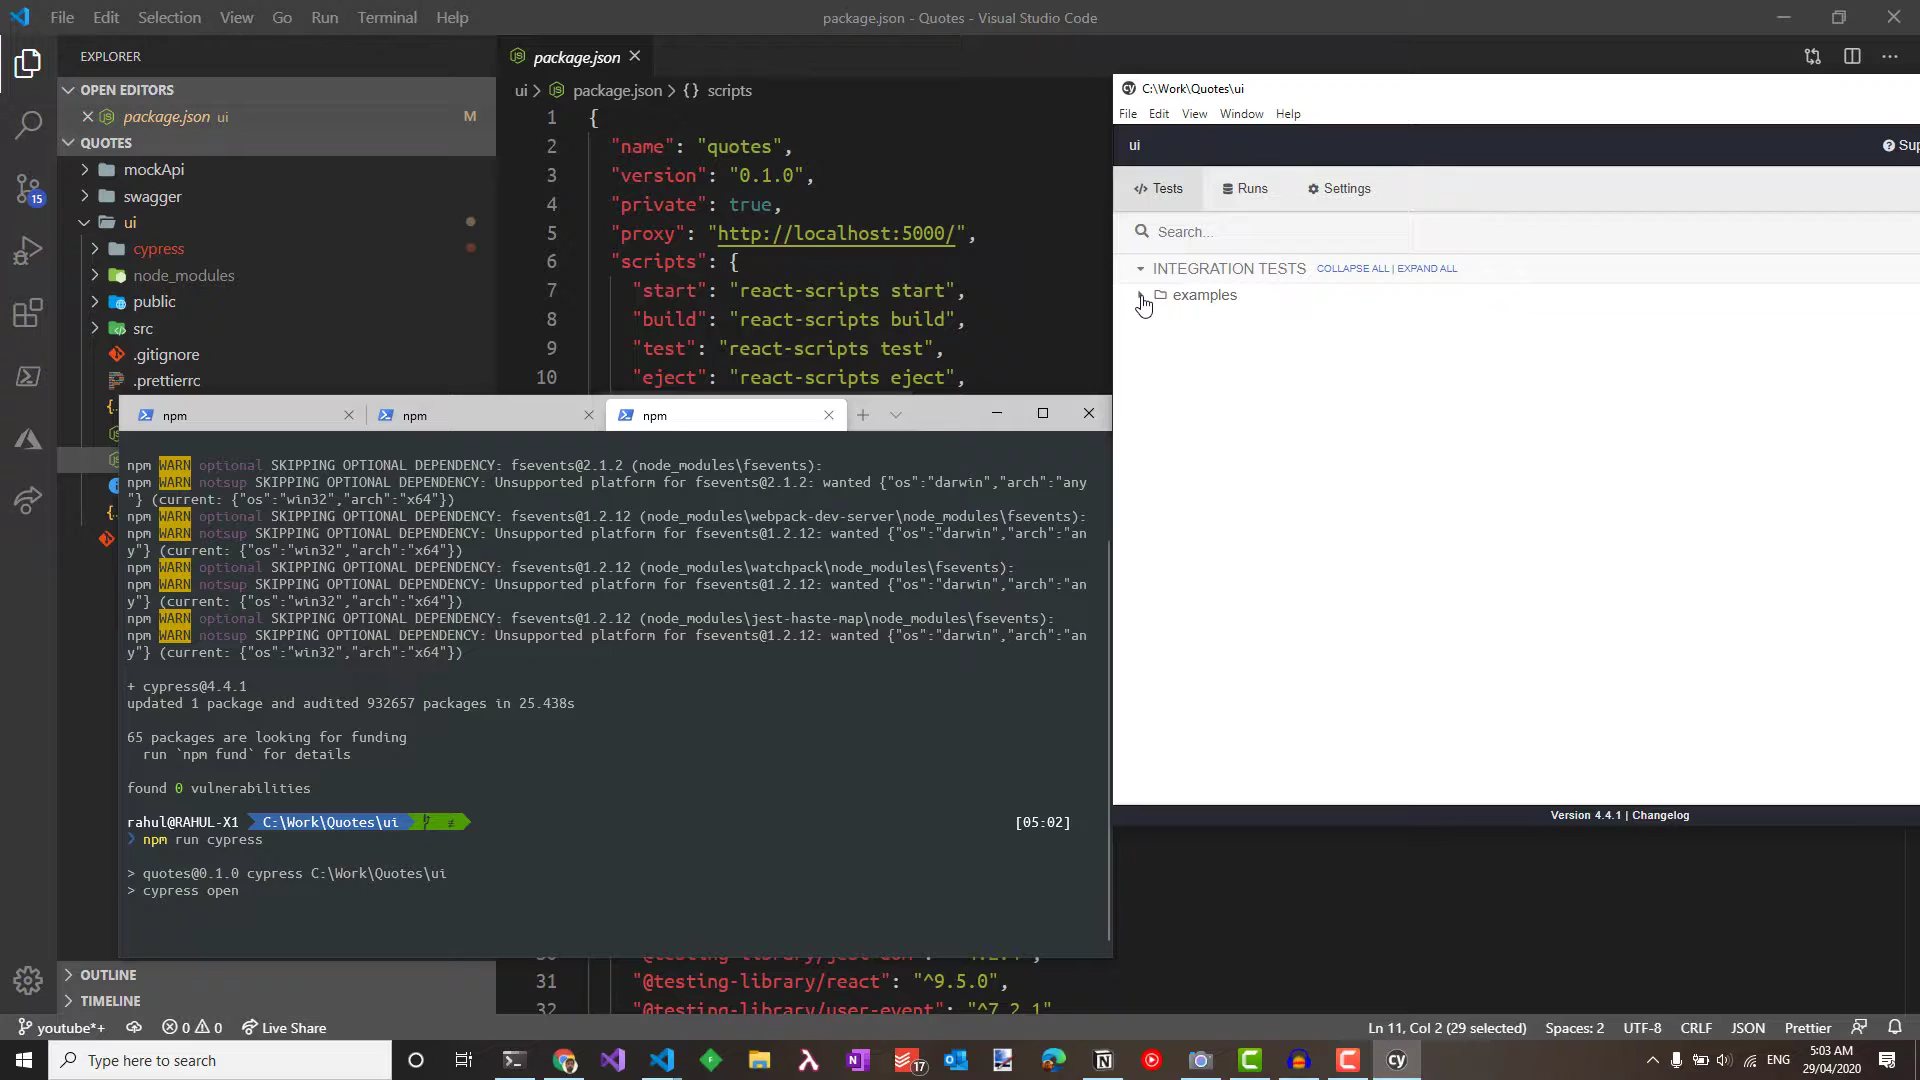 File Edit Selection View Go Run Terminal Help
package.json - Quotes - Visual Studio Code
EXPLORER
OPEN EDITORS
package.json ui M
QUOTES
mockApi
swagger
ui
cypress
node_modules
public
src
.gitignore
.prettierrc
15
package.json
ui > package.json > {} scripts
1 {
2 "name": "quotes",
3 "version": "0.1.0",
4 "private": true,
5 "proxy": "http://localhost:5000/",
6 "scripts": {
7 "start": "react-scripts start",
8 "build": "react-scripts build",
9 "test": "react-scripts test",
10 "eject": "react-scripts eject",
C:\Work\Quotes\ui
File Edit View Window Help
ui
Sup
Tests Runs Settings
Search...
INTEGRATION TESTS COLLAPSE ALL | EXPAND ALL
examples
Version 4.4.1 | Changelog
npm npm npm
npm WARN optional SKIPPING OPTIONAL DEPENDENCY: fsevents@2.1.2 (node_modules\fsevents):
npm WARN notsup SKIPPING OPTIONAL DEPENDENCY: Unsupported platform for fsevents@2.1.2: wanted {"os":"darwin","arch":"any
"} (current: {"os":"win32","arch":"x64"})
npm WARN optional SKIPPING OPTIONAL DEPENDENCY: fsevents@1.2.12 (node_modules\webpack-dev-server\node_modules\fsevents):
npm WARN notsup SKIPPING OPTIONAL DEPENDENCY: Unsupported platform for fsevents@1.2.12: wanted {"os":"darwin","arch":"an
y"} (current: {"os":"win32","arch":"x64"})
npm WARN optional SKIPPING OPTIONAL DEPENDENCY: fsevents@1.2.12 (node_modules\watchpack\node_modules\fsevents):
npm WARN notsup SKIPPING OPTIONAL DEPENDENCY: Unsupported platform for fsevents@1.2.12: wanted {"os":"darwin","arch":"an
y"} (current: {"os":"win32","arch":"x64"})
npm WARN optional SKIPPING OPTIONAL DEPENDENCY: fsevents@1.2.12 (node_modules\jest-haste-map\node_modules\fsevents):
npm WARN notsup SKIPPING OPTIONAL DEPENDENCY: Unsupported platform for fsevents@1.2.12: wanted {"os":"darwin","arch":"an
y"} (current: {"os":"win32","arch":"x64"})
+ cypress@4.4.1
updated 1 package and audited 932657 packages in 25.438s
65 packages are looking for funding
run `npm fund` for details
found 0 vulnerabilities
rahul@RAHUL-X1 C:\Work\Quotes\ui ≢ [05:02]
npm run cypress
> quotes@0.1.0 cypress C:\Work\Quotes\ui
> cypress open
31 "@testing-library/react": "^9.5.0",
32 "@testing-library/user-event": "^7.2.1"
OUTLINE
TIMELINE
youtube*+ 0 0 Live Share
Ln 11, Col 2 (29 selected) Spaces: 2 UTF-8 CRLF JSON Prettier
Type here to search
17
cy
ENG
5:03 AM
29/04/2020